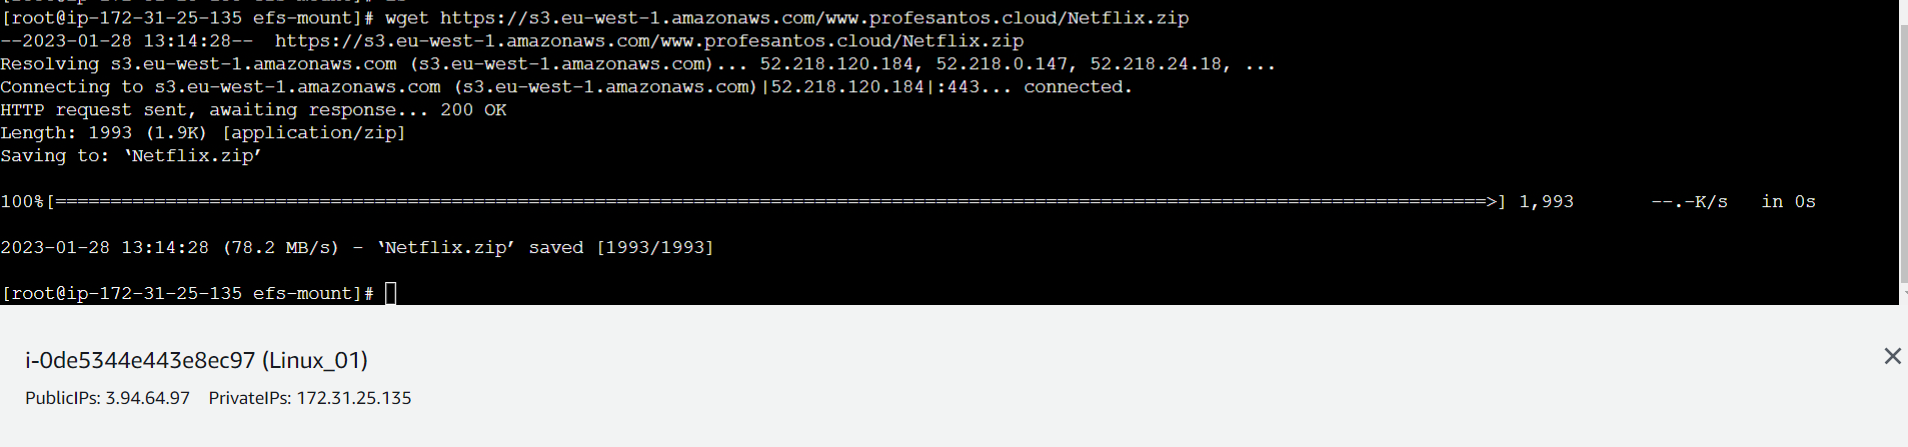 [root@ip-172-31-25-135 efs-mount]# wget https://s3.eu-west-1.amazonaws.com/www.profesantos.cloud/Netflix.zip
--2023-01-28 13:14:28--  https://s3.eu-west-1.amazonaws.com/www.profesantos.cloud/Netflix.zip
Resolving s3.eu-west-1.amazonaws.com (s3.eu-west-1.amazonaws.com)... 52.218.120.184, 52.218.0.147, 52.218.24.18, ...
Connecting to s3.eu-west-1.amazonaws.com (s3.eu-west-1.amazonaws.com)|52.218.120.184|:443... connected.
HTTP request sent, awaiting response... 200 OK
Length: 1993 (1.9K) [application/zip]
Saving to: ‘Netflix.zip’
100%[==================================================================================================================================>] 1,993       --.-K/s   in 0s
2023-01-28 13:14:28 (78.2 MB/s) - ‘Netflix.zip’ saved [1993/1993]
[root@ip-172-31-25-135 efs-mount]#
i-0de5344e443e8ec97 (Linux_01)
PublicIPs: 3.94.64.97 PrivateIPs: 172.31.25.135